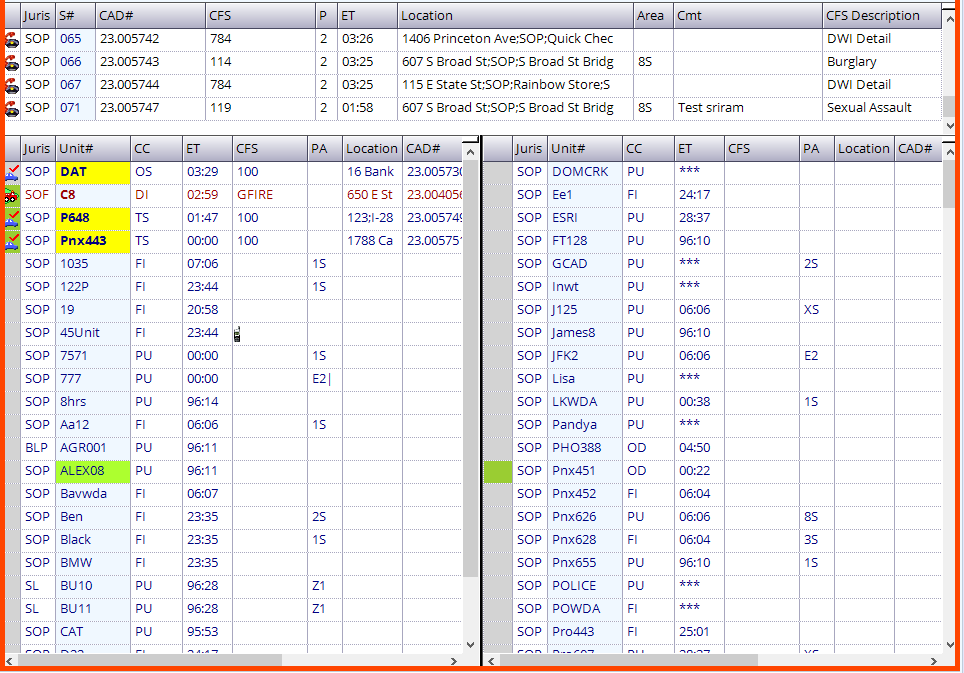 Juris S# CAD# CFS P ET Location Area Cmt CFS Description
SOP 065 23.005742 784 2 03:26 1406 Princeton Ave;SOP;Quick Chec DWI Detail
SOP 066 23.005743 114 2 03:25 607 S Broad St;SOP;S Broad St Bridg 8S Burglary
SOP 067 23.005744 784 2 03:25 115 E State St;SOP;Rainbow Store;S DWI Detail
SOP 071 23.005747 119 2 01:58 607 S Broad St;SOP;S Broad St Bridg 8S Test sriram Sexual Assault
Juris Unit# CC ET CFS PA Location CAD#
SOP DAT OS 03:29 100 16 Bank 23.005730
SOF C8 DI 02:59 GFIRE 650 E St 23.004056
SOP P648 TS 01:47 100 123;I-28 23.005749
SOP Pnx443 TS 00:00 100 1788 Ca 23.005751
SOP 1035 FI 07:06 1S
SOP 122P FI 23:44 1S
SOP 19 FI 20:58
SOP 45Unit FI 23:44
SOP 7571 PU 00:00 1S
SOP 777 PU 00:00 E2|
SOP 8hrs PU 96:14
SOP Aa12 FI 06:06 1S
BLP AGR001 PU 96:11
SOP ALEX08 PU 96:11
SOP Bavwda FI 06:07
SOP Ben FI 23:35 2S
SOP Black FI 23:35 1S
SOP BMW FI 23:35
SL BU10 PU 96:28 Z1
SL BU11 PU 96:28 Z1
SOP CAT PU 95:53
Juris Unit# CC ET CFS PA Location CAD#
SOP DOMCRK PU ***
SOP Ee1 FI 24:17
SOP ESRI PU 28:37
SOP FT128 PU 96:10
SOP GCAD PU *** 2S
SOP Inwt PU ***
SOP J125 PU 06:06 XS
SOP James8 PU 96:10
SOP JFK2 PU 06:06 E2
SOP Lisa PU ***
SOP LKWDA PU 00:38 1S
SOP Pandya PU ***
SOP PHO388 OD 04:50
SOP Pnx451 OD 00:22
SOP Pnx452 FI 06:04
SOP Pnx626 PU 06:06 8S
SOP Pnx628 FI 06:04 3S
SOP Pnx655 PU 96:10 1S
SOP POLICE PU ***
SOP POWDA FI ***
SOP Pro443 FI 25:01